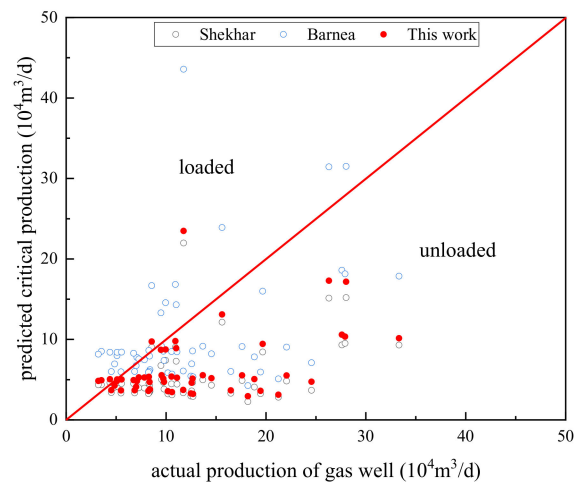 50
40
30
20
10
0
predicted critical production (10⁴m³/d)
Shekhar Barnea This work
loaded
unloaded
0 10 20 30 40 50
actual production of gas well (10⁴m³/d)